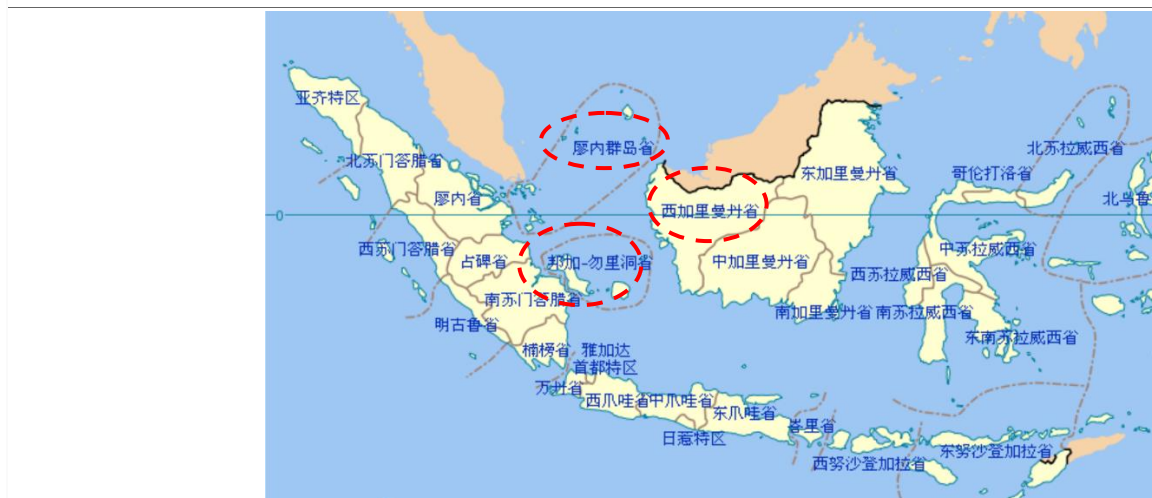 亚齐特区
北苏门答腊省
廖内群岛省
东加里曼丹省
北苏拉威西省
哥伦打洛省
廖内省
西加里曼丹省
0
北马鲁
西苏门答腊省
占碑省
邦加-勿里洞省
中加里曼丹省
中苏拉威西省
西苏拉威西省
南苏门答腊省
明古鲁省
南加里曼丹省
南苏拉威西省
东南苏拉威西省
楠榜省
雅加达
首都特区
万丹省
西爪哇省
中爪哇省
东爪哇省
日惹特区
峇里省
西努沙登加拉省
东努沙登加拉省